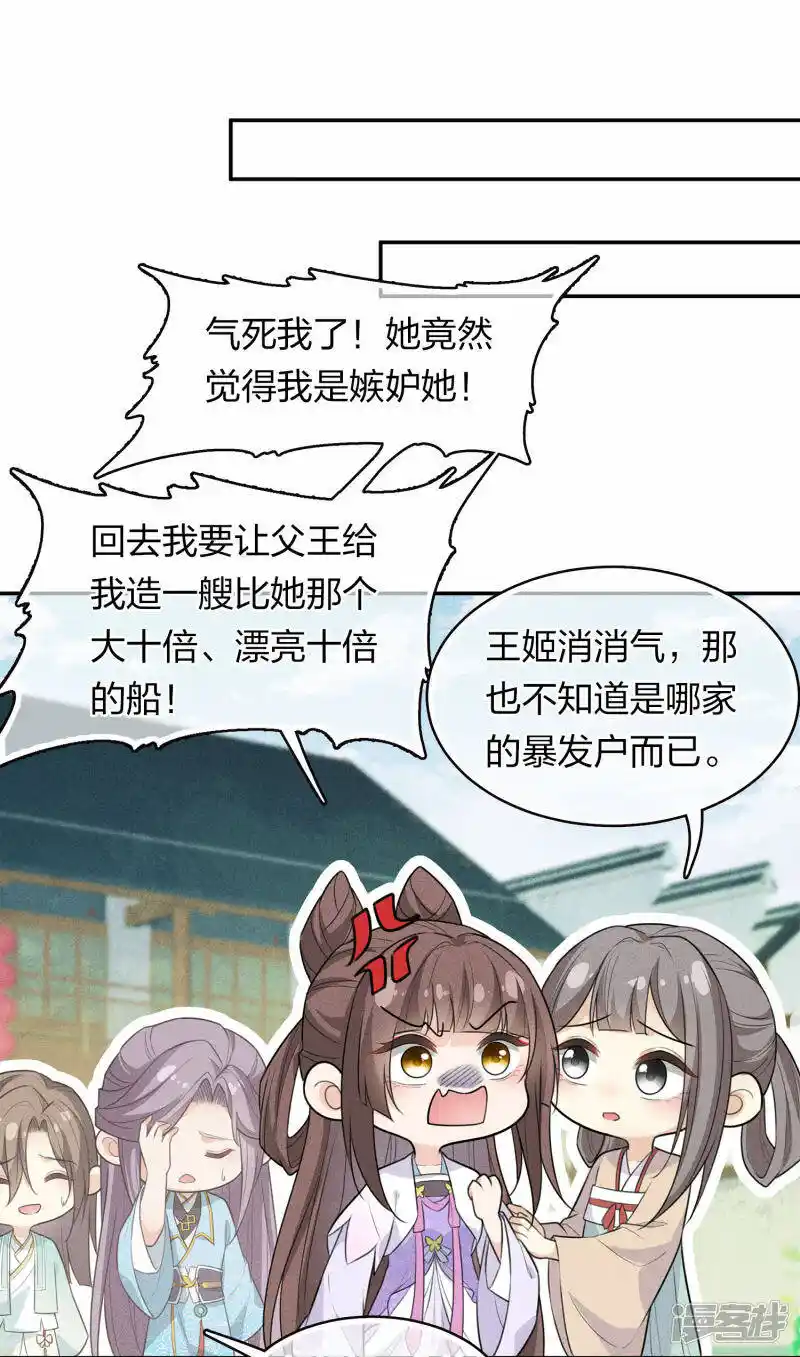 气死我了！她竟然
觉得我是嫉妒她！
回去我要让父王给
我造一艘比她那个
大十倍、漂亮十倍
的船！
王姬消消气，那
也不知道是哪家
的暴发户而已。
漫客栈